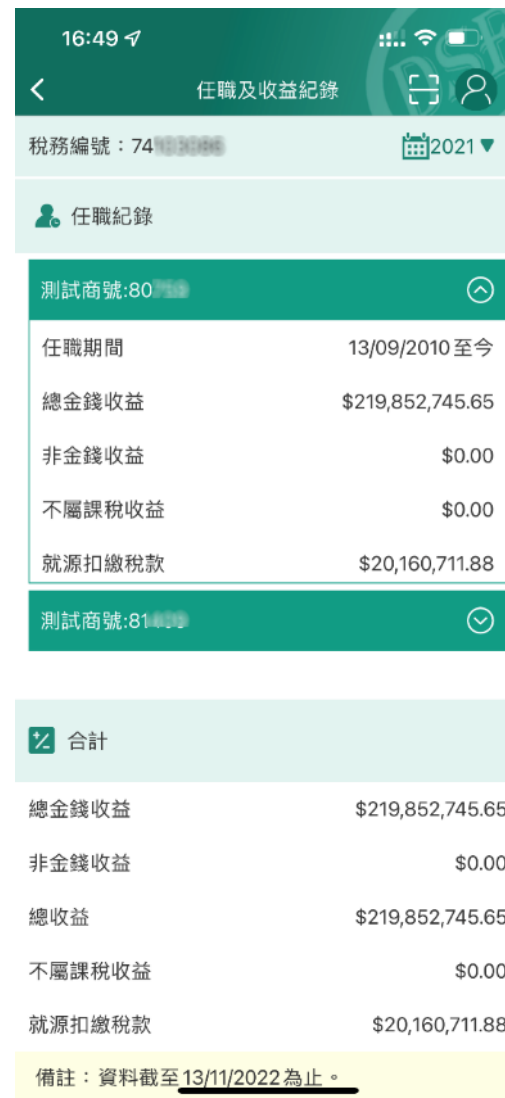 16:49
任職及收益紀錄
稅務編號：74
2021▼
任職紀錄
測試商號:80
任職期間 13/09/2010至今
總金錢收益 $219,852,745.65
非金錢收益 $0.00
不屬課稅收益 $0.00
就源扣繳稅款 $20,160,711.88
測試商號:81
合計
總金錢收益 $219,852,745.65
非金錢收益 $0.00
總收益 $219,852,745.65
不屬課稅收益 $0.00
就源扣繳稅款 $20,160,711.88
備註：資料截至13/11/2022為止。